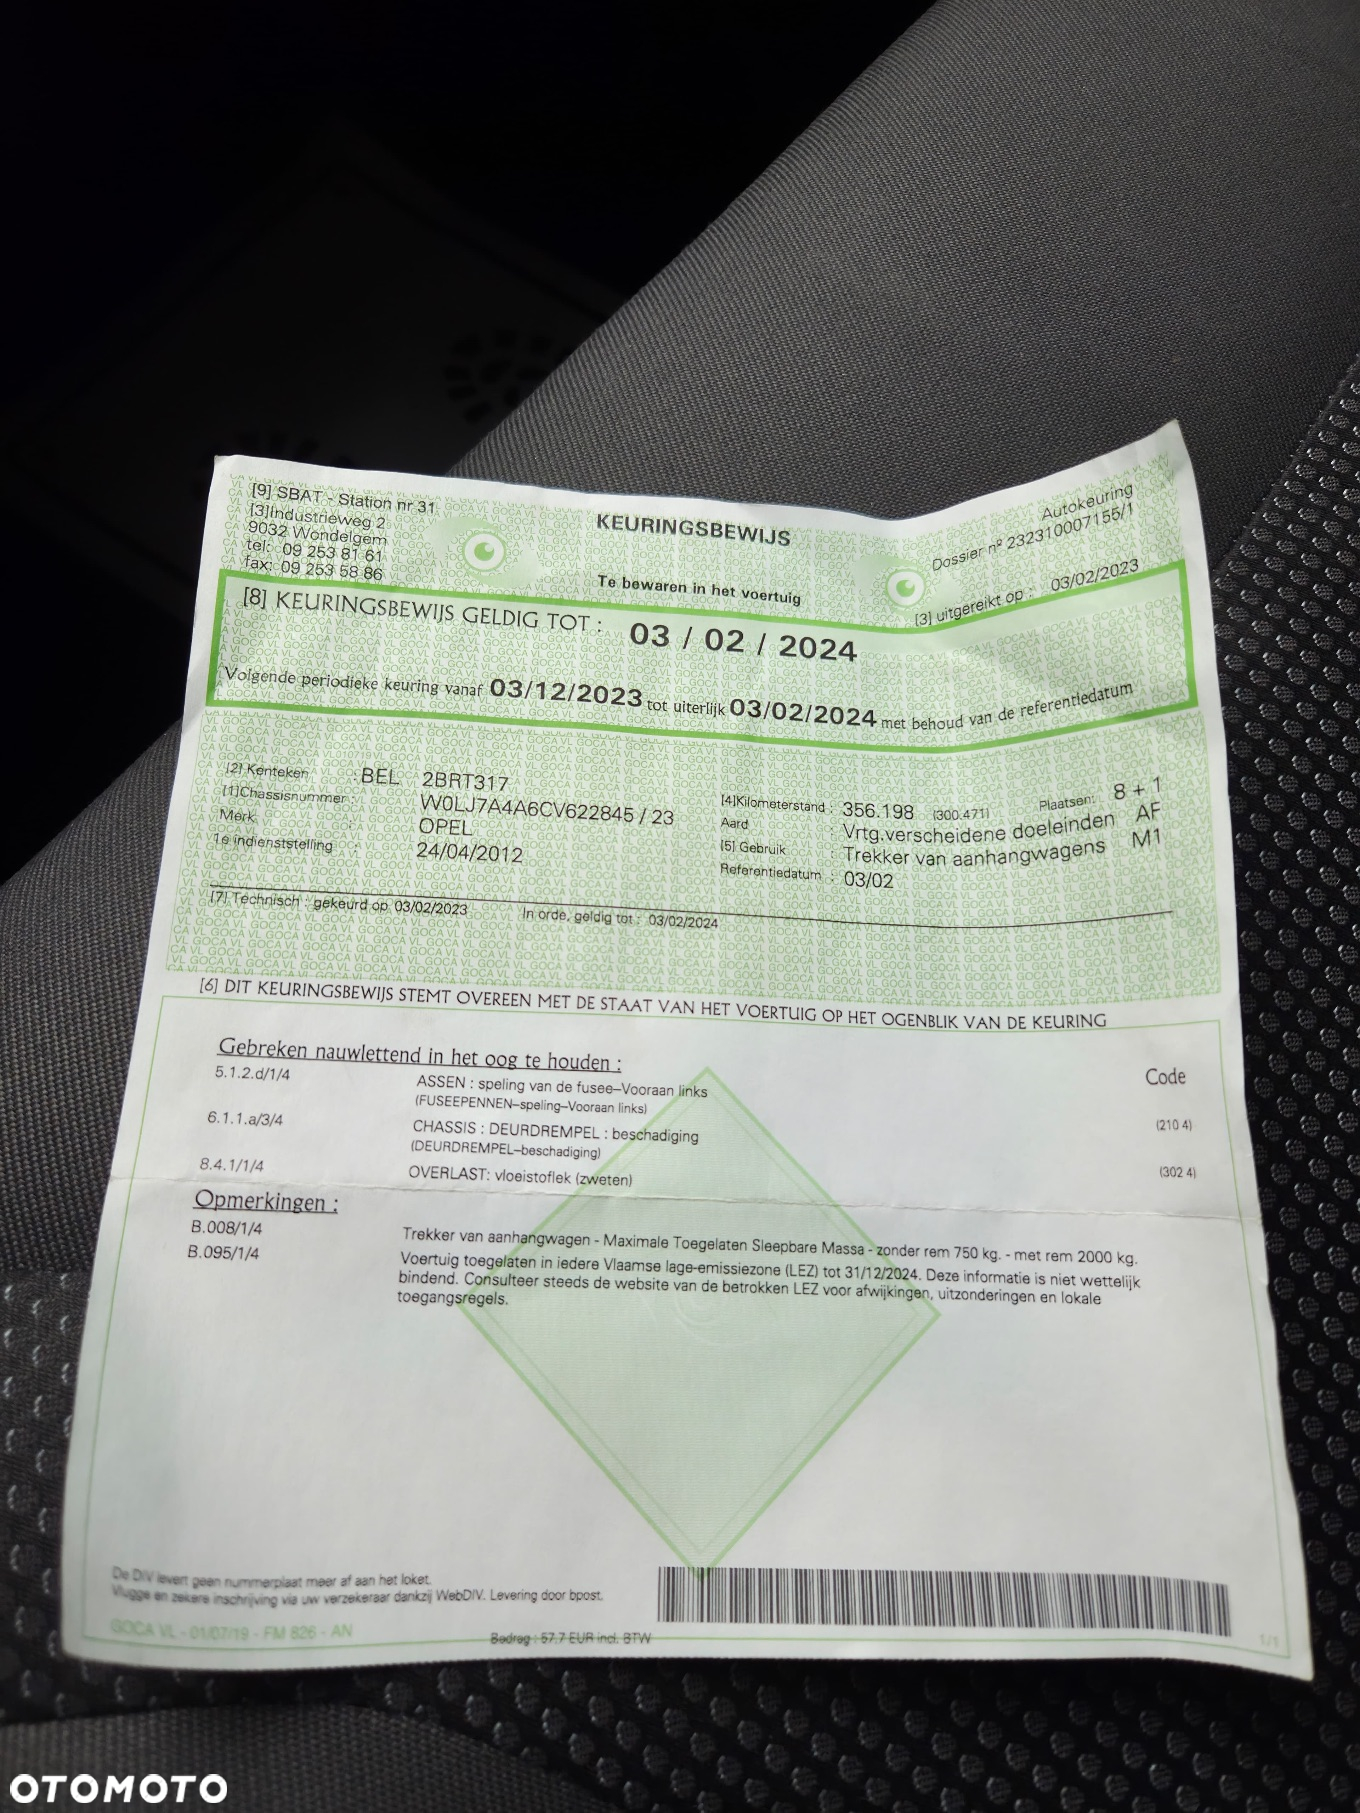 [9] SBAT - Station nr 31
[3]Industrieweg 2
9032 Wondelgem
tel: 09 253 81 61
fax: 09 253 58 86
KEURINGSBEWIJS
Te bewaren in het voertuig
Autokeuring
Dossier nº 232310007155/1
[3] uitgereikt op : 03/02/2023
[8] KEURINGSBEWIJS GELDIG TOT : 03 / 02 / 2024
Volgende periodieke keuring vanaf 03/12/2023 tot uiterlijk 03/02/2024 met behoud van de referentiedatum
[2] Kenteken : BEL 2BRT317
[1]Chassisnummer : W0LJ7A4A6CV622845 / 23
Merk : OPEL
1e indienststelling : 24/04/2012
[4]Kilometerstand : 356.198 (300.471) Plaatsen: 8 + 1
Aard : Vrtg.verscheidene doeleinden AF
[5] Gebruik : Trekker van aanhangwagens M1
Referentiedatum : 03/02
[7] Technisch : gekeurd op 03/02/2023 In orde, geldig tot : 03/02/2024
[6] DIT KEURINGSBEWIJS STEMT OVEREEN MET DE STAAT VAN HET VOERTUIG OP HET OGENBLIK VAN DE KEURING
Gebreken nauwlettend in het oog te houden :
Code
5.1.2.d/1/4 ASSEN : speling van de fusee–Vooraan links
(FUSEEPENNEN–speling–Vooraan links) (210 4)
6.1.1.a/3/4 CHASSIS : DEURDREMPEL : beschadiging
(DEURDREMPEL–beschadiging) (302 4)
8.4.1/1/4 OVERLAST: vloeistoflek (zweten)
Opmerkingen :
B.008/1/4 Trekker van aanhangwagen - Maximale Toegelaten Sleepbare Massa - zonder rem 750 kg. - met rem 2000 kg.
B.095/1/4 Voertuig toegelaten in iedere Vlaamse lage-emissiezone (LEZ) tot 31/12/2024. Deze informatie is niet wettelijk
bindend. Consulteer steeds de website van de betrokken LEZ voor afwijkingen, uitzonderingen en lokale
toegangsregels.
De DIV levert geen nummerplaat meer af aan het loket.
Vlugge en zekere inschrijving via uw verzekeraar dankzij WebDIV. Levering door bpost.
GOCA VL - 01/07/19 - FM 826 - AN
Bedrag : 57.7 EUR incl. BTW
1/1
OTOMOTO